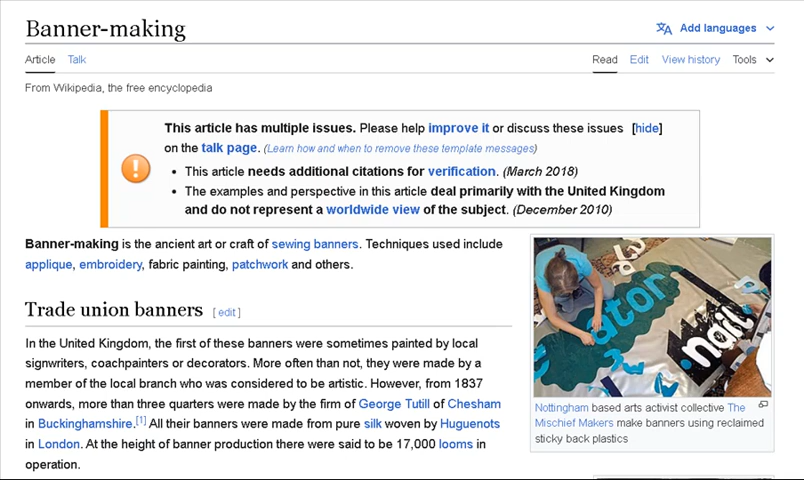 Banner-making
Add languages
Article Talk Read Edit View history Tools
From Wikipedia, the free encyclopedia
This article has multiple issues. Please help improve it or discuss these issues [hide]
on the talk page. (Learn how and when to remove these template messages)
• This article needs additional citations for verification. (March 2018)
• The examples and perspective in this article deal primarily with the United Kingdom
and do not represent a worldwide view of the subject. (December 2010)
Banner-making is the ancient art or craft of sewing banners. Techniques used include
applique, embroidery, fabric painting, patchwork and others.
Trade union banners [ edit ]
In the United Kingdom, the first of these banners were sometimes painted by local
signwriters, coachpainters or decorators. More often than not, they were made by a
member of the local branch who was considered to be artistic. However, from 1837
onwards, more than three quarters were made by the firm of George Tutill of Chesham
in Buckinghamshire.[1] All their banners were made from pure silk woven by Huguenots
in London. At the height of banner production there were said to be 17,000 looms in
operation.
ator
nail
Nottingham based arts activist collective The
Mischief Makers make banners using reclaimed
sticky back plastics